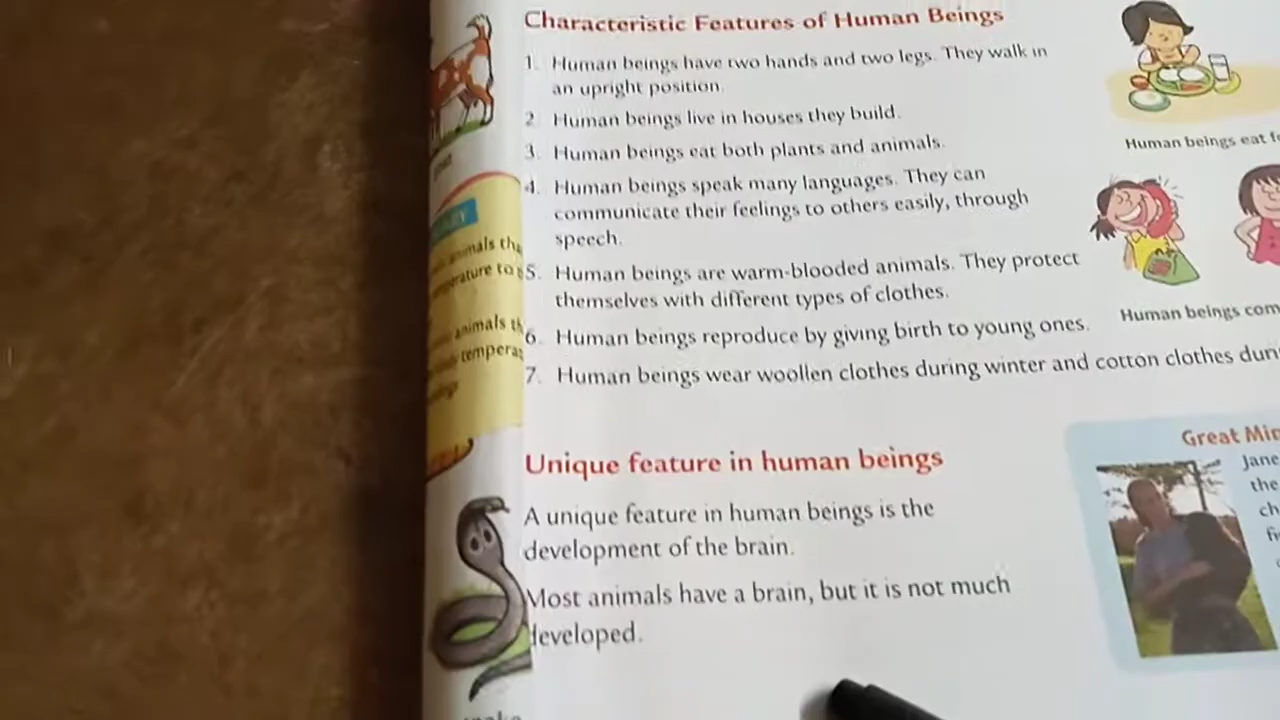 Characteristic Features of Human Beings
1. Human beings have two hands and two legs. They walk in
an upright position.
2 Human beings live in houses they build.
3. Human beings eat both plants and animals.
4. Human beings speak many languages. They can
communicate their feelings to others easily, through
speech.
5. Human beings are warm-blooded animals. They protect
themselves with different types of clothes.
6. Human beings reproduce by giving birth to young ones.
7. Human beings wear woollen clothes during winter and cotton clothes
Human beings eat
Human beings
Unique feature in human beings
A unique feature in human beings is the
development of the brain.
Most animals have a brain, but it is not much
developed.
Great
Jane
the